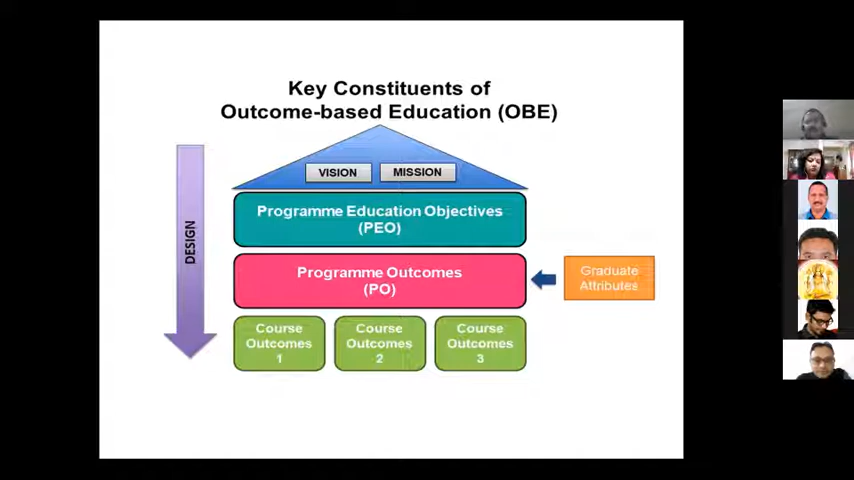 Key Constituents of
Outcome-based Education (OBE)
VISION
MISSION
DESIGN
Programme Education Objectives
(PEO)
Programme Outcomes
(PO)
Graduate
Attributes
Course
Outcomes
1
Course
Outcomes
2
Course
Outcomes
3